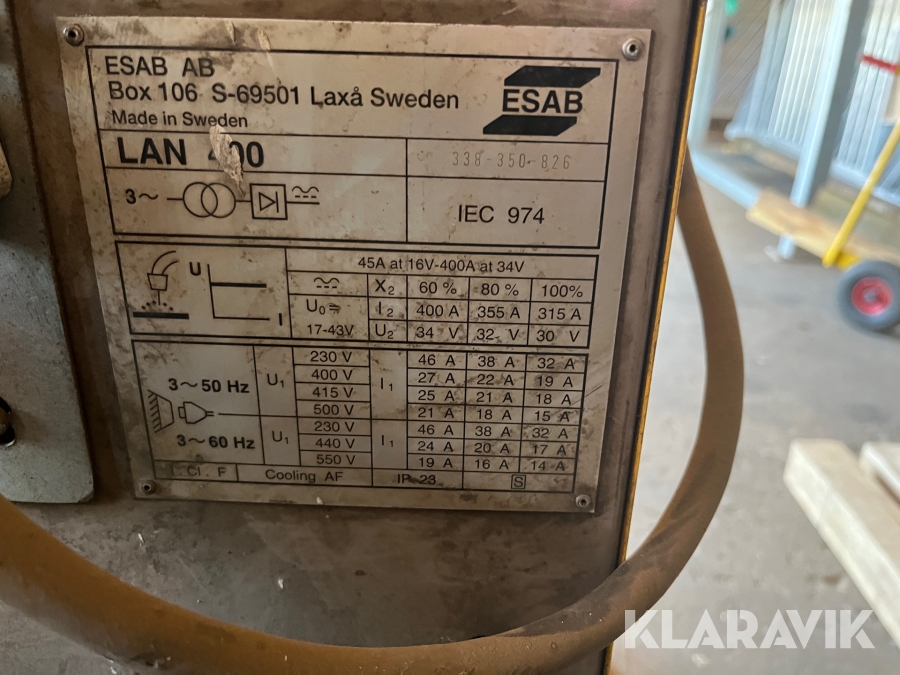 ESAB AB
Box 106 S-69501 Laxå Sweden
Made in Sweden
ESAB
LAN 400
338-350-826
3~
IEC 974
U
I
45A at 16V-400A at 34V
X2 60 % 80 % 100%
U0= I2 400 A 355 A 315 A
17-43V U2 34 V 32 V 30 V
3~50 Hz U1 230 V I1 46 A 38 A 32 A
400 V 27 A 22 A 19 A
415 V 25 A 21 A 18 A
500 V 21 A 18 A 15 A
3~60 Hz U1 230 V I1 46 A 38 A 32 A
440 V 24 A 20 A 17 A
550 V 19 A 16 A 14 A
I. Cl. F Cooling AF IP 23 S
KLARAVIK